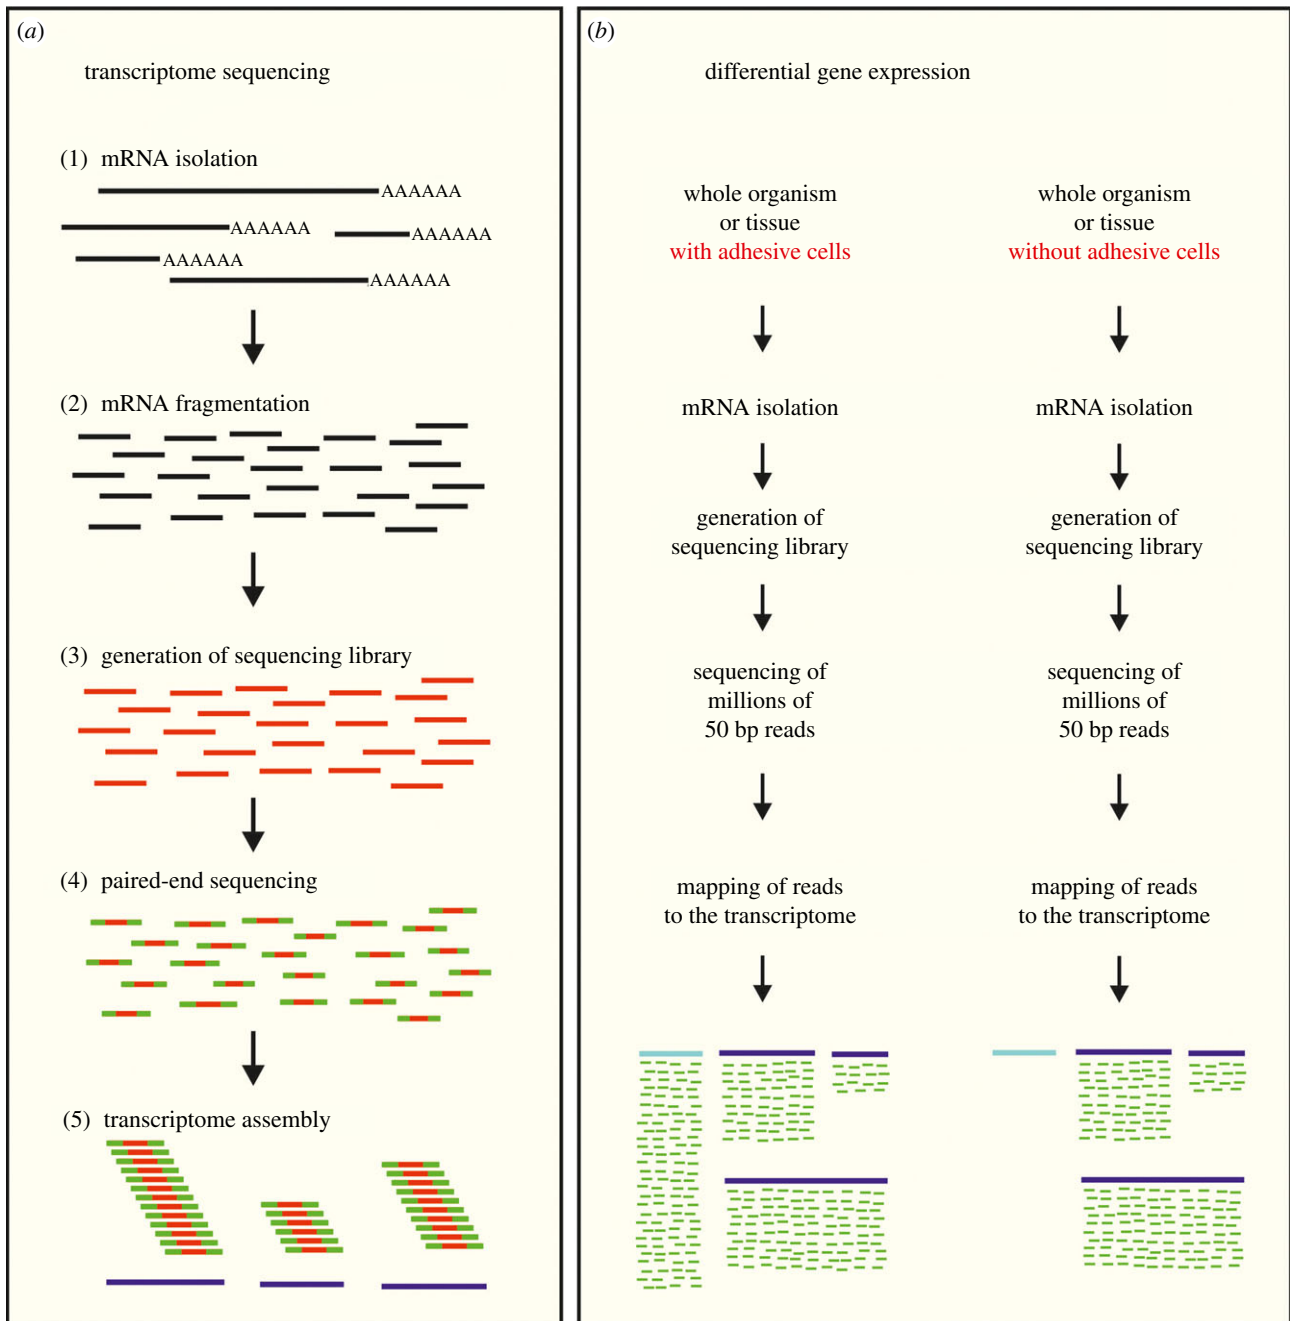 (a)
transcriptome sequencing
(1) mRNA isolation
AAAAAA
AAAAAA
AAAAAA
AAAAAA
AAAAAA
(2) mRNA fragmentation
(3) generation of sequencing library
(4) paired-end sequencing
(5) transcriptome assembly
(b)
differential gene expression
whole organism
or tissue
with adhesive cells
mRNA isolation
generation of
sequencing library
sequencing of
millions of
50 bp reads
mapping of reads
to the transcriptome
whole organism
or tissue
without adhesive cells
mRNA isolation
generation of
sequencing library
sequencing of
millions of
50 bp reads
mapping of reads
to the transcriptome